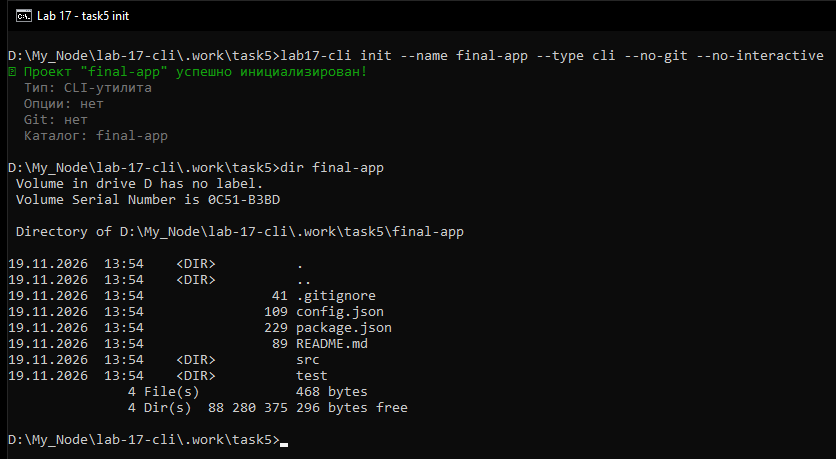 Lab 17 - task5 init
D:\My_Node\lab-17-cli\.work\task5>lab17-cli init --name final-app --type cli --no-git --no-interactive
Проект "final-app" успешно инициализирован!
Тип: CLI-утилита
Опции: нет
Git: нет
Каталог: final-app
D:\My_Node\lab-17-cli\.work\task5>dir final-app
Volume in drive D has no label.
Volume Serial Number is 0C51-B3BD
Directory of D:\My_Node\lab-17-cli\.work\task5\final-app
19.11.2026  13:54    <DIR>          .
19.11.2026  13:54    <DIR>          ..
19.11.2026  13:54                41 .gitignore
19.11.2026  13:54               109 config.json
19.11.2026  13:54               229 package.json
19.11.2026  13:54                89 README.md
19.11.2026  13:54    <DIR>          src
19.11.2026  13:54    <DIR>          test
4 File(s)            468 bytes
4 Dir(s)  88 280 375 296 bytes free
D:\My_Node\lab-17-cli\.work\task5>